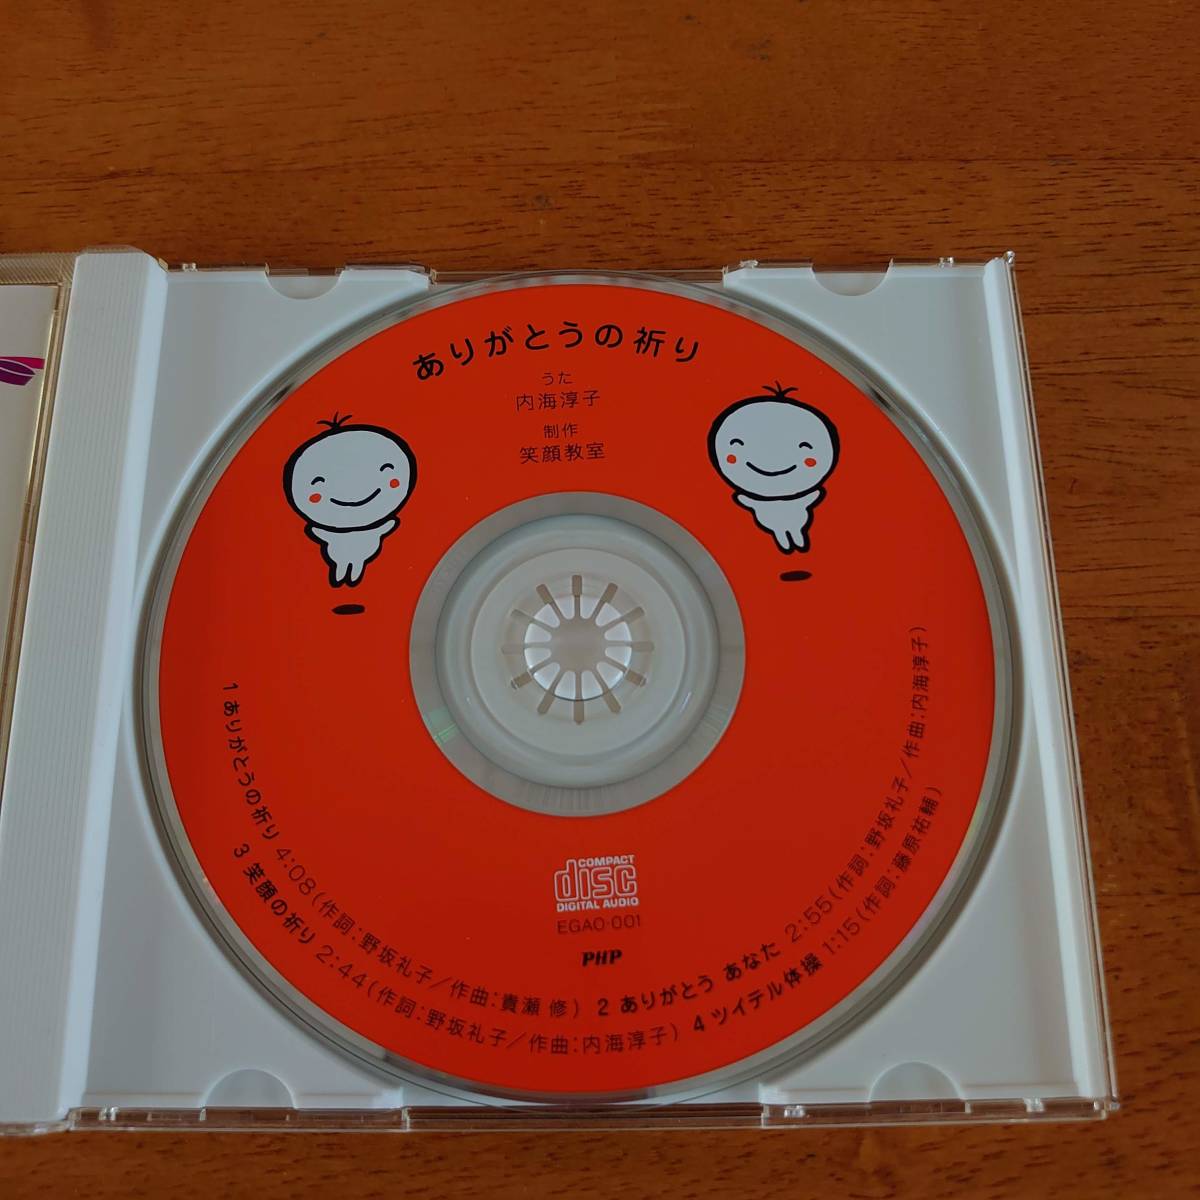 ありがとうの祈り
うた
内海淳子
制作
笑顔教室
COMPACT
disc
DIGITAL AUDIO
EGAO-001
PHP
1 ありがとうの祈り 4:08(作詞:野坂礼子/作曲:貴瀬 修) 2 ありがとう あなた 2:55(作詞:野坂礼子/作曲:内海淳子)
3 笑顔の祈り 2:44(作詞:野坂礼子/作曲:内海淳子) 4 ツイテル体操 1:15(作詞:藤原祐輔)